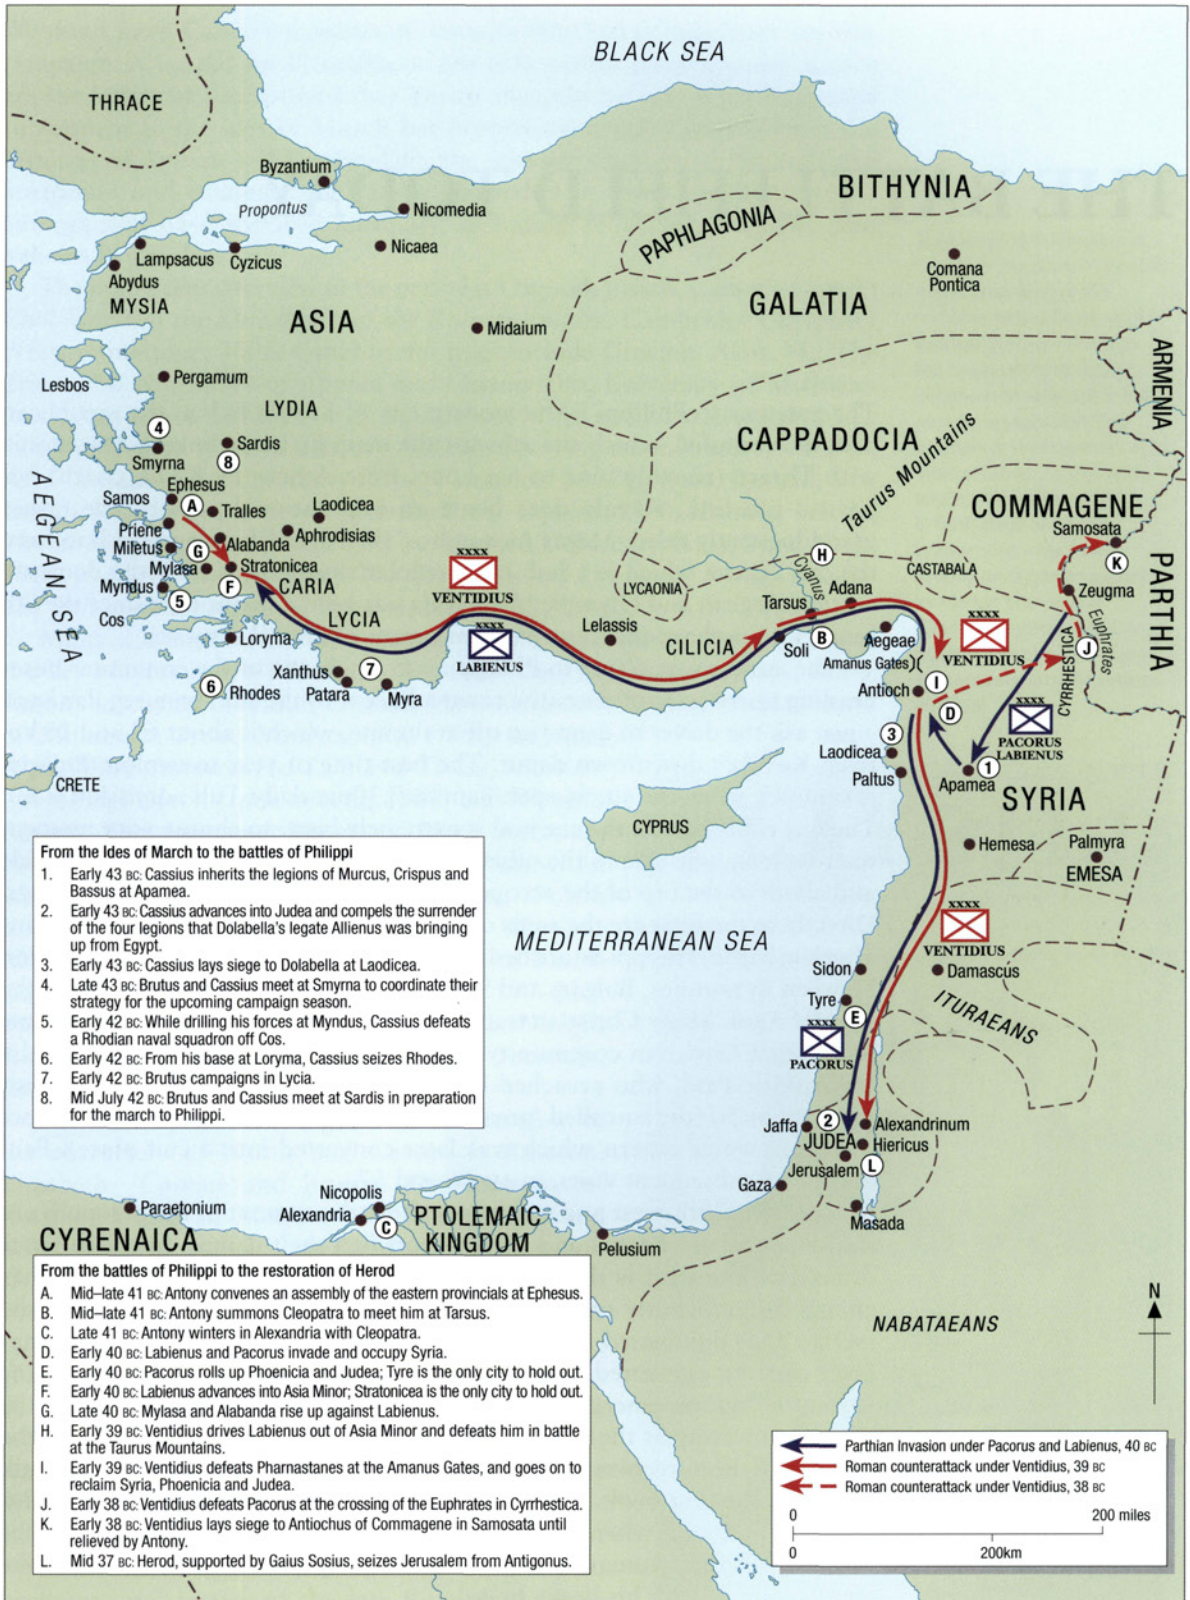 BLACK SEA
THRACE
Byzantium
Propontus
Nicomedia
BITHYNIA
PAPHLAGONIA
Lampsacus
Cyzicus
Nicaea
Abydus
Comana
Pontica
MYSIA
ASIA
GALATIA
Midaium
ARMENIA
Lesbos
Pergamum
LYDIA
4
Sardis
8
Smyrna
CAPPADOCIA
Taurus Mountains
AEGEAN SEA
Ephesus
Samos
A
Tralles
Laodicea
COMMAGENE
Samosata
Priene
Miletus
G
Alabanda
Aphrodisias
H
K
PARTHIA
Mylasa
Stratonicea
XXXX
VENTIDIUS
LYCAONIA
Cyanus
CASTABALA
Myndus
F
CARIA
Adana
Zeugma
5
Cos
LYCIA
Tarsus
Euphrates
XXXX
LABIENUS
Lelassis
CILICIA
Soli
B
Aegeae
XXXX
VENTIDIUS
J
Loryma
Amanus Gates
CYRRHESTICA
Xanthus
7
6
Rhodes
Patara
Myra
Antioch
I
D
XXXX
PACORUS
LABIENUS
3
Laodicea
1
CRETE
Paltus
Apamea
SYRIA
CYPRUS
Hemesa
Palmyra
EMESA
From the Ides of March to the battles of Philippi
1. Early 43 BC: Cassius inherits the legions of Murcus, Crispus and
Bassus at Apamea.
2. Early 43 BC: Cassius advances into Judea and compels the surrender
of the four legions that Dolabella's legate Allienus was bringing
up from Egypt.
3. Early 43 BC: Cassius lays siege to Dolabella at Laodicea.
4. Late 43 BC: Brutus and Cassius meet at Smyrna to coordinate their
strategy for the upcoming campaign season.
5. Early 42 BC: While drilling his forces at Myndus, Cassius defeats
a Rhodian naval squadron off Cos.
6. Early 42 BC: From his base at Loryma, Cassius seizes Rhodes.
7. Early 42 BC: Brutus campaigns in Lycia.
8. Mid July 42 BC: Brutus and Cassius meet at Sardis in preparation
for the march to Philippi.
MEDITERRANEAN SEA
XXXX
VENTIDIUS
Sidon
Damascus
Tyre
E
ITURAEANS
XXXX
PACORUS
Jaffa
2
Alexandrinum
JUDEA
Hiericus
Jerusalem
L
Gaza
Masada
Paraetonium
Nicopolis
Alexandria
C
PTOLEMAIC
KINGDOM
CYRENAICA
Pelusium
From the battles of Philippi to the restoration of Herod
A. Mid–late 41 BC: Antony convenes an assembly of the eastern provincials at Ephesus.
B. Mid–late 41 BC: Antony summons Cleopatra to meet him at Tarsus.
C. Late 41 BC: Antony winters in Alexandria with Cleopatra.
D. Early 40 BC: Labienus and Pacorus invade and occupy Syria.
E. Early 40 BC: Pacorus rolls up Phoenicia and Judea; Tyre is the only city to hold out.
F. Early 40 BC: Labienus advances into Asia Minor; Stratonicea is the only city to hold out.
G. Late 40 BC: Mylasa and Alabanda rise up against Labienus.
H. Early 39 BC: Ventidius drives Labienus out of Asia Minor and defeats him in battle
at the Taurus Mountains.
I. Early 39 BC: Ventidius defeats Pharnastanes at the Amanus Gates, and goes on to
reclaim Syria, Phoenicia and Judea.
J. Early 38 BC: Ventidius defeats Pacorus at the crossing of the Euphrates in Cyrrhestica.
K. Early 38 BC: Ventidius lays siege to Antiochus of Commagene in Samosata until
relieved by Antony.
L. Mid 37 BC: Herod, supported by Gaius Sosius, seizes Jerusalem from Antigonus.
N
NABATAEANS
Parthian Invasion under Pacorus and Labienus, 40 BC
Roman counterattack under Ventidius, 39 BC
Roman counterattack under Ventidius, 38 BC
0 200 miles
0 200km